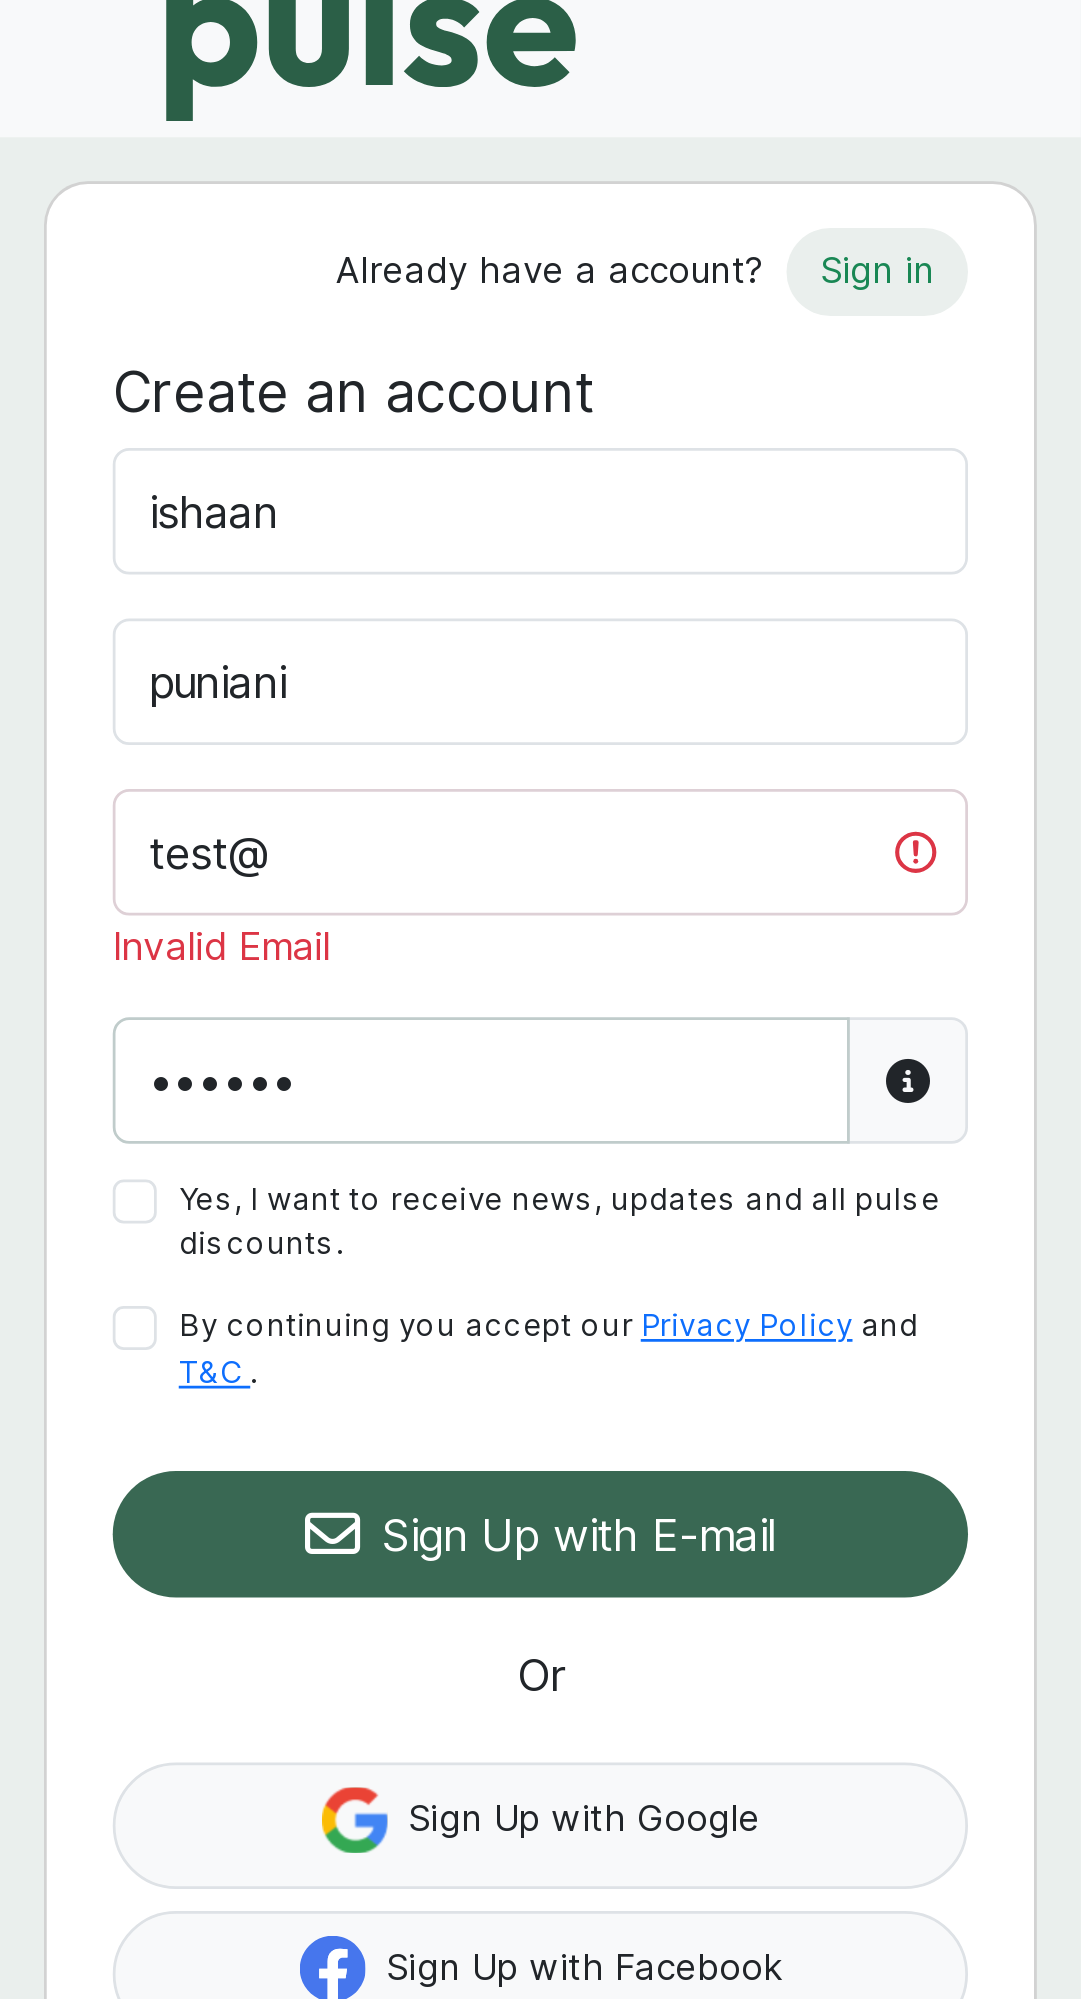 pulse
Already have a account? Sign in
Create an account
ishaan
puniani
test@
Invalid Email
••••••
Yes, I want to receive news, updates and all pulse
discounts.
By continuing you accept our Privacy Policy and
T&C .
Sign Up with E-mail
Or
Sign Up with Google
Sign Up with Facebook